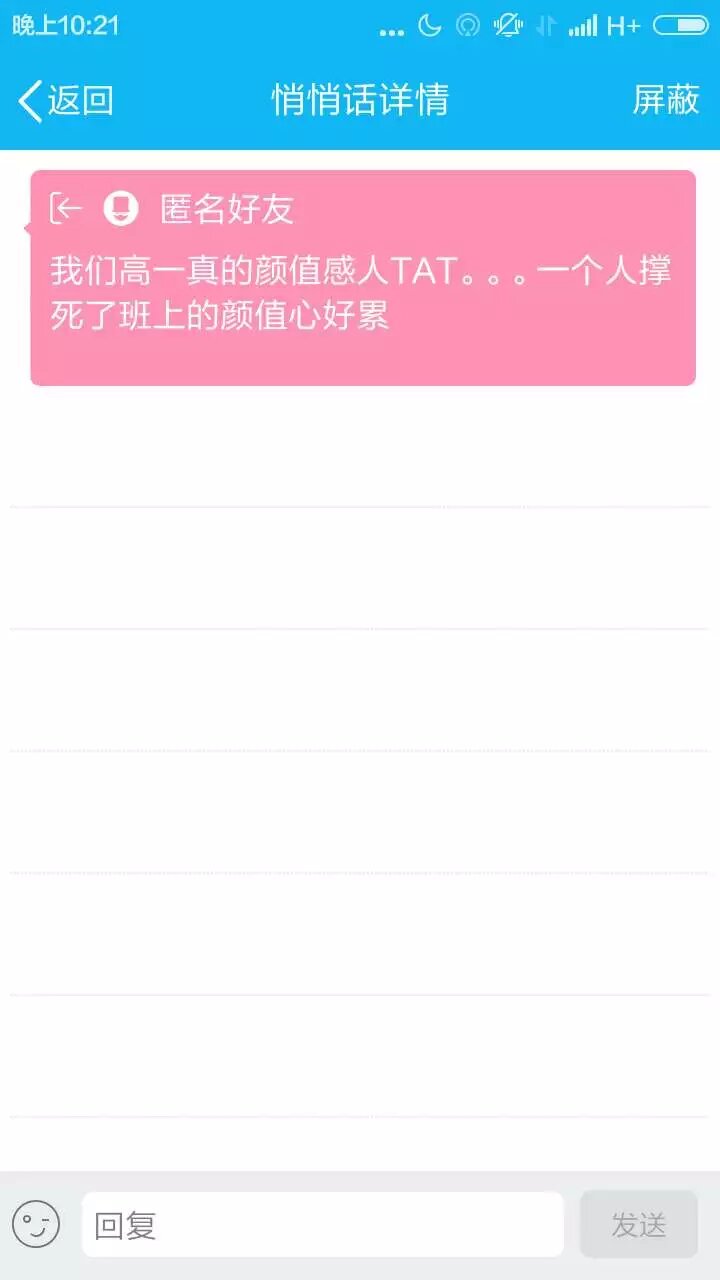 晚上10:21
H+
返回
悄悄话详情
屏蔽
匿名好友
我们高一真的颜值感人TAT。。。一个人撑
死了班上的颜值心好累
回复
发送